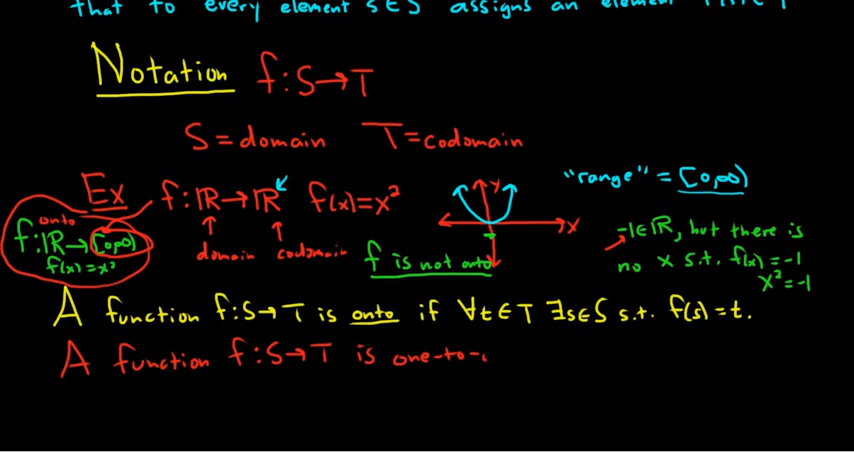 that to every element s∈S assigns an element
Notation f:S→T
S = domain T = codomain
Ex f:ℝ→ℝ f(x)=x²
"range" = [0,∞)
domain codomain
y
x
onto
f:ℝ→[0,∞)
f(x)=x²
f is not onto
-1∈ℝ, but there is
no x s.t. f(x)=-1
x²=-1
A function f:S→T is onto if ∀t∈T ∃s∈S s.t. f(s)=t.
A function f:S→T is one-to-